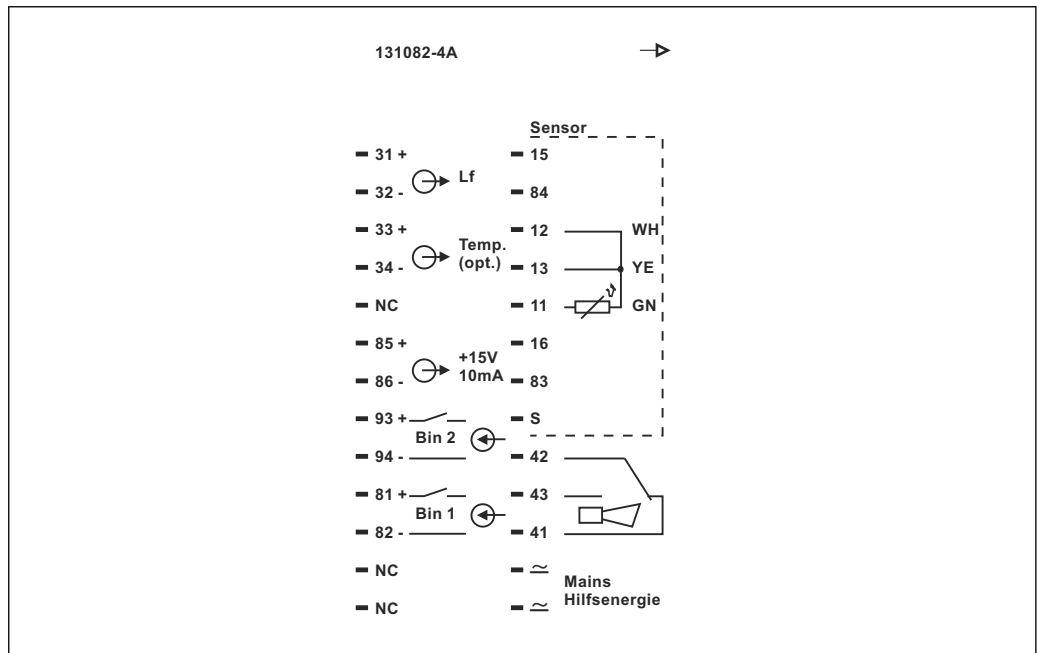 131082-4A
Sensor
31 +
32 -
Lf
33 +
34 -
Temp.
(opt.)
NC
85 +
86 -
+15V
10mA
93 +
Bin 2
94 -
81 +
Bin 1
82 -
NC
NC
15
84
12 WH
13 YE
11 GN
16
83
S
42
43
41
≃
≃
Mains
Hilfsenergie